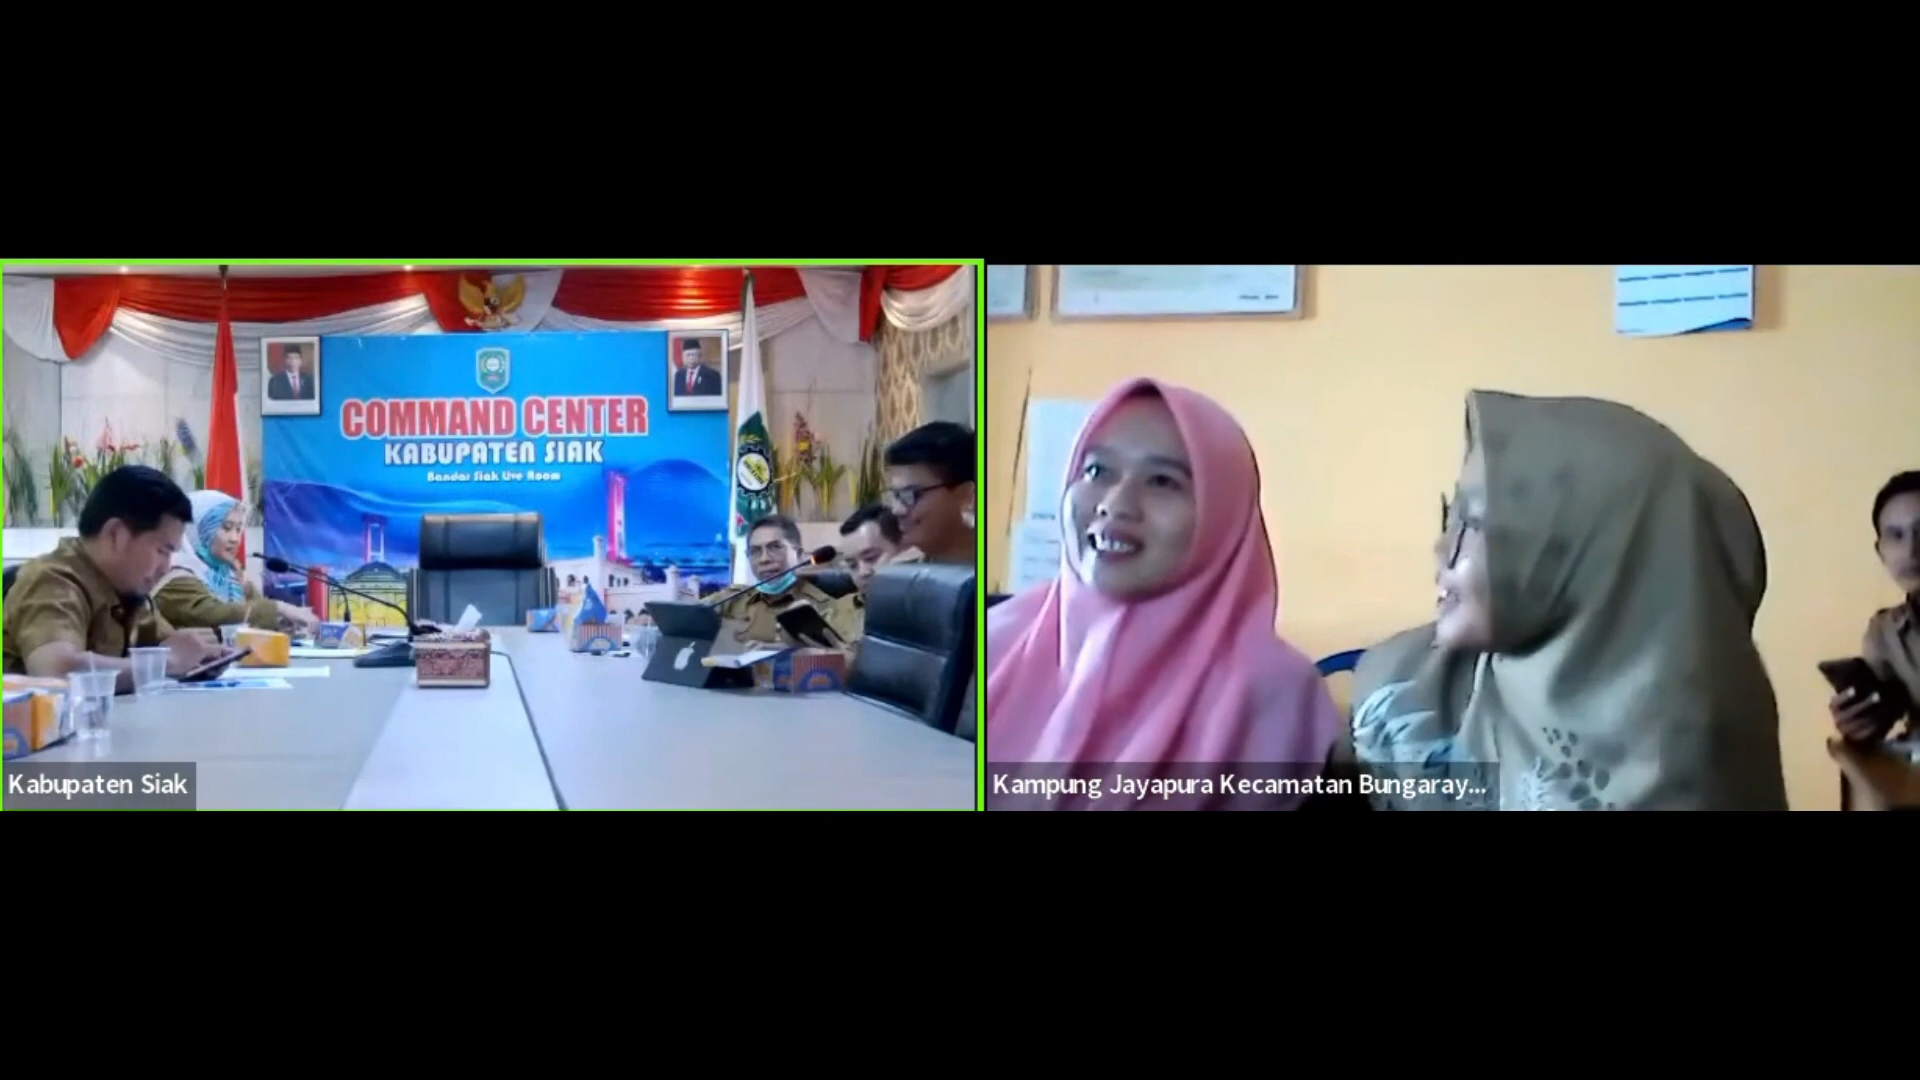 COMMAND CENTER
KABUPATEN SIAK
Bandar Siak Live Room
Kabupaten Siak
Kampung Jayapura Kecamatan Bungaray...